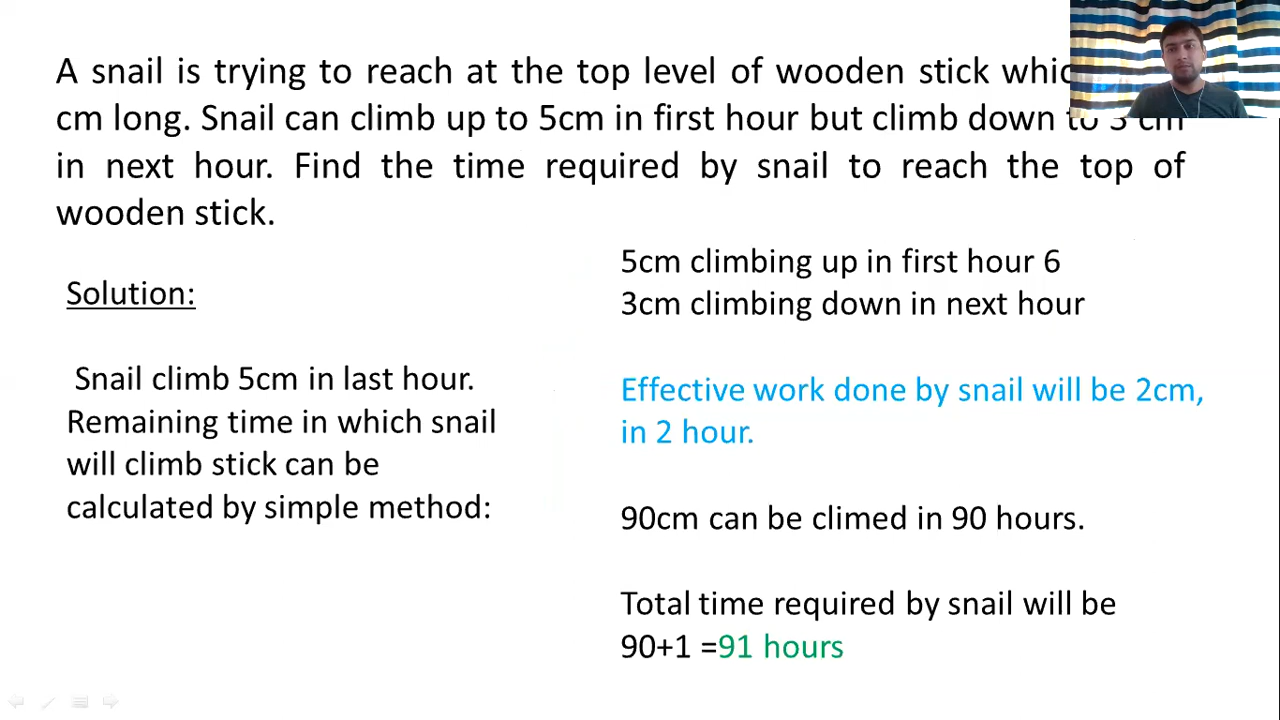 A snail is trying to reach at the top level of wooden stick
cm long. Snail can climb up to 5cm in first hour but climb down to 3 cm
in next hour. Find the time required by snail to reach the top of
wooden stick.
Solution:
Snail climb 5cm in last hour.
Remaining time in which snail
will climb stick can be
calculated by simple method:
5cm climbing up in first hour 6
3cm climbing down in next hour
Effective work done by snail will be 2cm,
in 2 hour.
90cm can be climed in 90 hours.
Total time required by snail will be
90+1 =91 hours